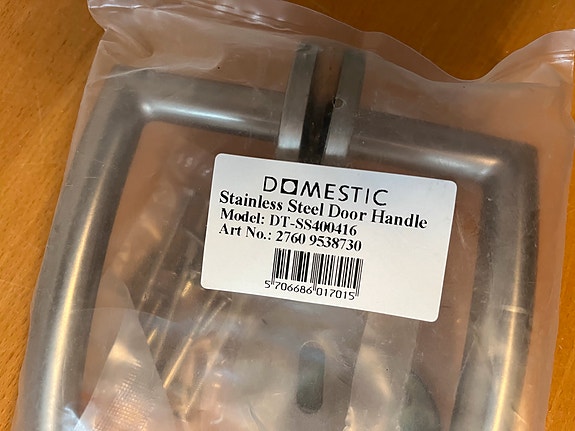 DOMESTIC
Stainless Steel Door Handle
Model: DT-SS400416
Art No.: 2760 9538730
5 706686 017015